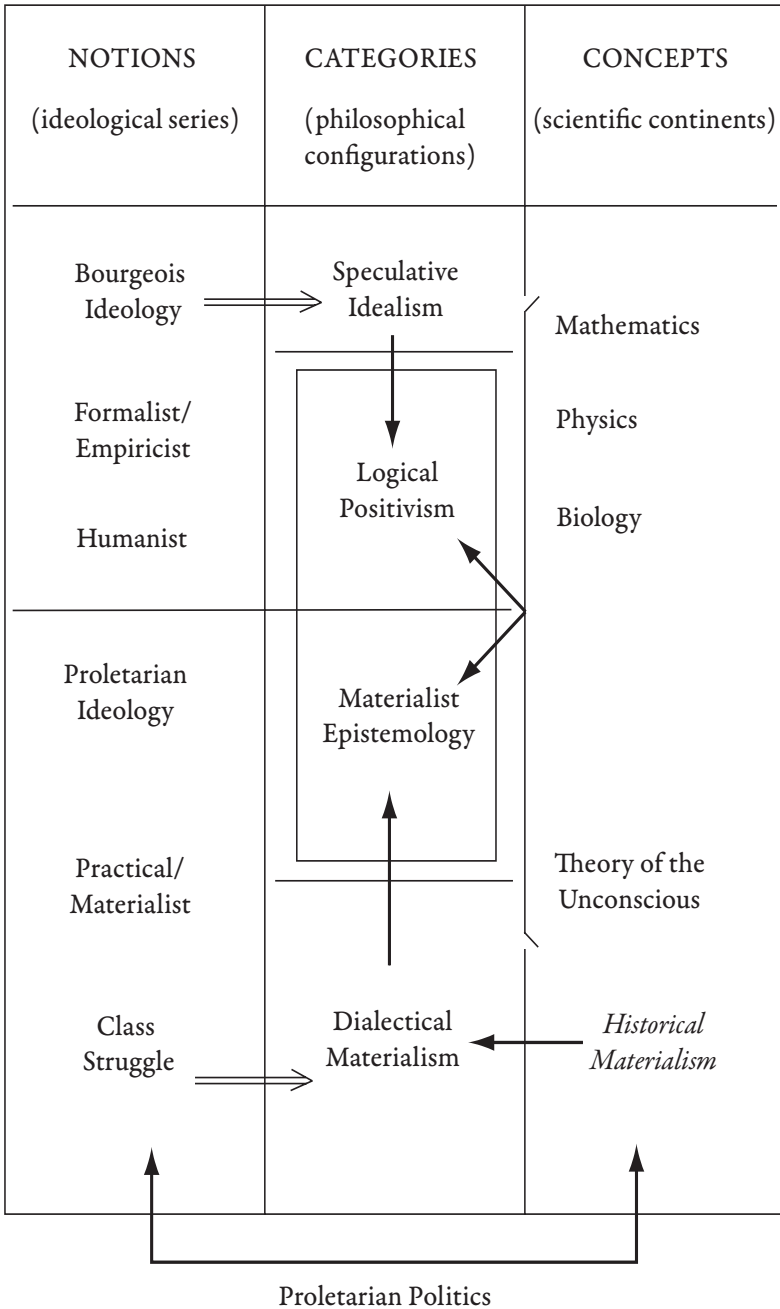 NOTIONS
(ideological series)
CATEGORIES
(philosophical
configurations)
CONCEPTS
(scientific continents)
Bourgeois
Ideology
Speculative
Idealism
Mathematics
Formalist/
Empiricist
Physics
Logical
Positivism
Humanist
Biology
Proletarian
Ideology
Materialist
Epistemology
Practical/
Materialist
Theory of the
Unconscious
Class
Struggle
Dialectical
Materialism
Historical
Materialism
Proletarian Politics